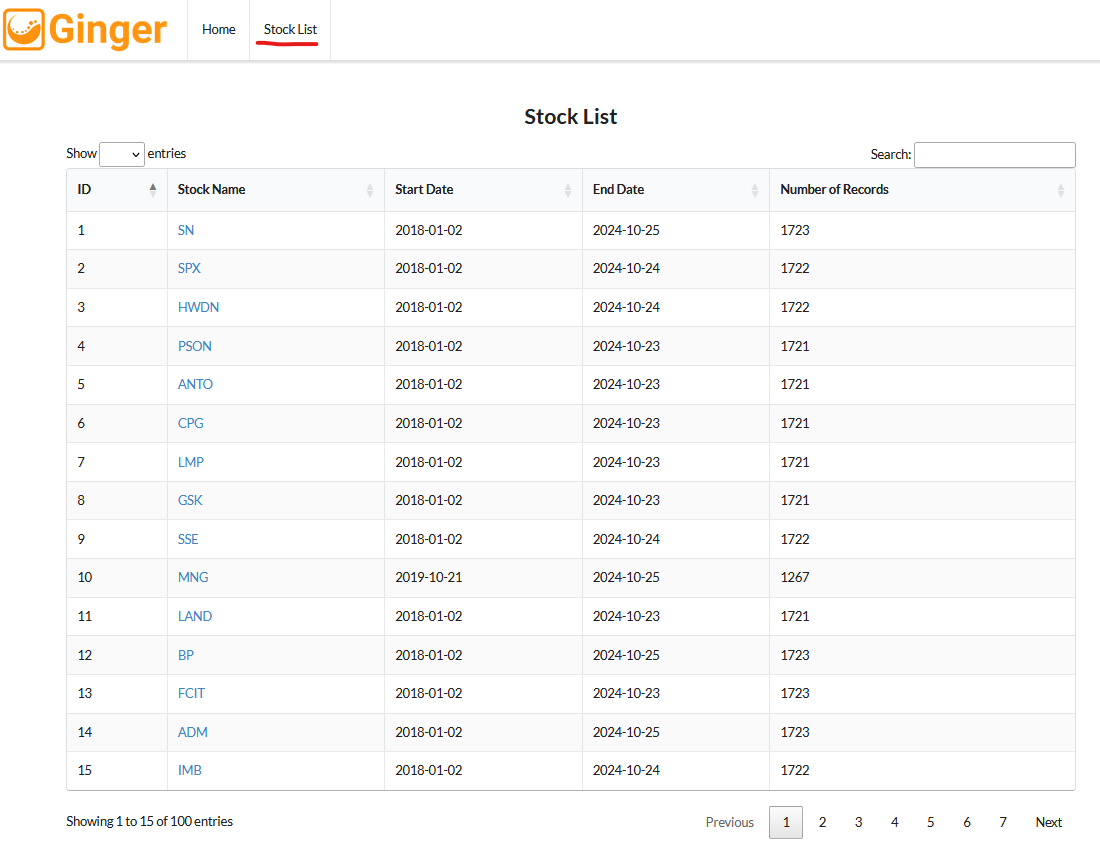 Ginger Home Stock List
Stock List
Show entries Search:
ID Stock Name Start Date End Date Number of Records
1 SN 2018-01-02 2024-10-25 1723
2 SPX 2018-01-02 2024-10-24 1722
3 HWDN 2018-01-02 2024-10-24 1722
4 PSON 2018-01-02 2024-10-23 1721
5 ANTO 2018-01-02 2024-10-23 1721
6 CPG 2018-01-02 2024-10-23 1721
7 LMP 2018-01-02 2024-10-23 1721
8 GSK 2018-01-02 2024-10-23 1721
9 SSE 2018-01-02 2024-10-24 1722
10 MNG 2019-10-21 2024-10-25 1267
11 LAND 2018-01-02 2024-10-23 1721
12 BP 2018-01-02 2024-10-25 1723
13 FCIT 2018-01-02 2024-10-23 1723
14 ADM 2018-01-02 2024-10-25 1723
15 IMB 2018-01-02 2024-10-24 1722
Showing 1 to 15 of 100 entries Previous 1 2 3 4 5 6 7 Next